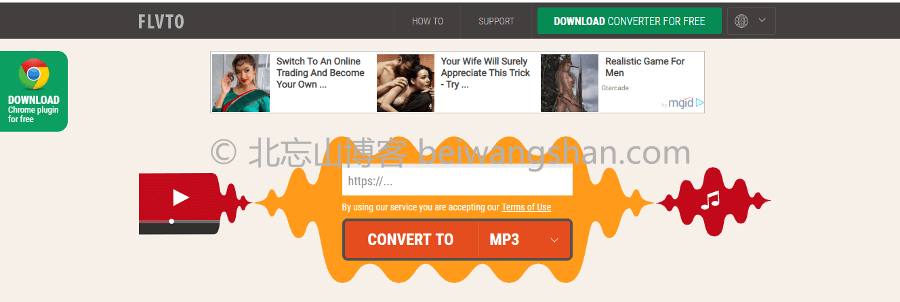 FLVTO
HOW TO
SUPPORT
DOWNLOAD CONVERTER FOR FREE
DOWNLOAD
Chrome plugin
for free
Switch To An Online
Trading And Become
Your Own ...
Your Wife Will Surely
Appreciate This Trick
- Try ...
Realistic Game For
Men
Gtarcade
by mgid
© 北忘山博客 beiwangshan.com
https://...
By using our service you are accepting our Terms of Use
CONVERT TO
MP3